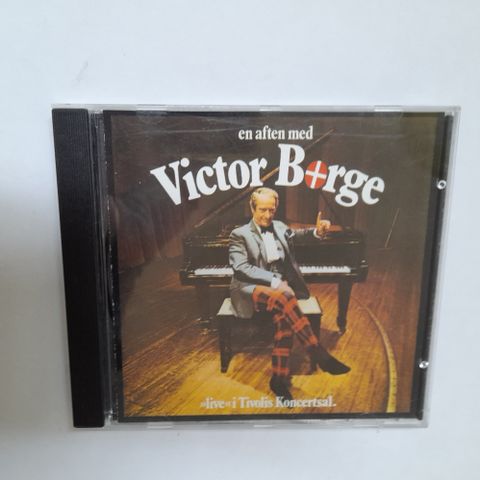 en aften med
Victor Borge
»live« i Tivolis Koncertsal.